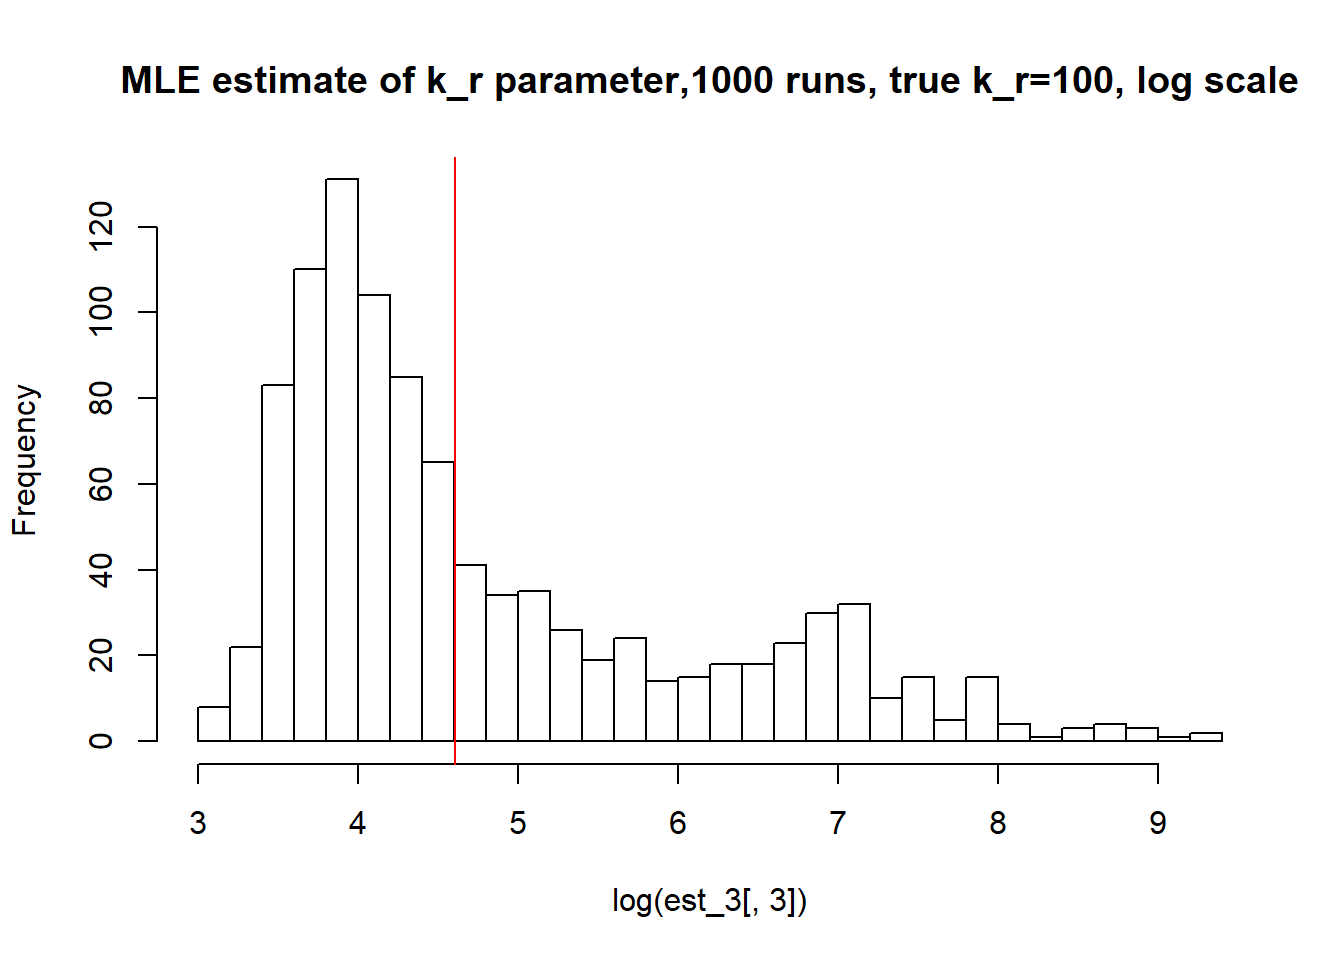 MLE estimate of k_r parameter,1000 runs, true k_r=100, log scale
Frequency
120
100
80
60
40
20
0
3 4 5 6 7 8 9
log(est_3[, 3])